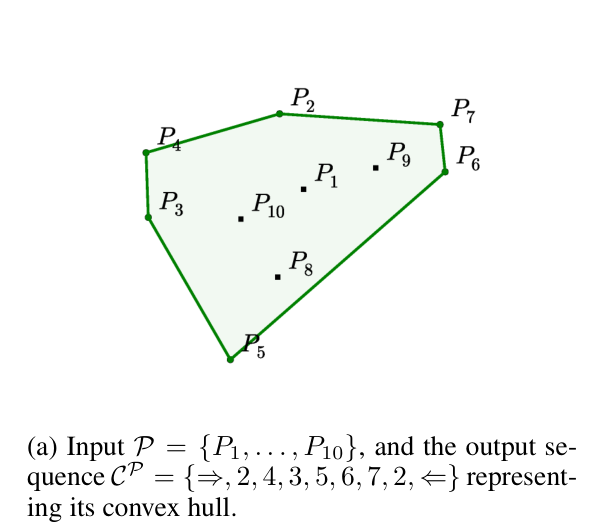 P₂
P₇
P₄
P₉
P₆
P₁
P₃
P₁₀
P₈
P₅
(a) Input 𝒫 = {P₁, . . . , P₁₀}, and the output se-
quence 𝒞^𝒫 = {⇒, 2, 4, 3, 5, 6, 7, 2, ⇐} represent-
ing its convex hull.